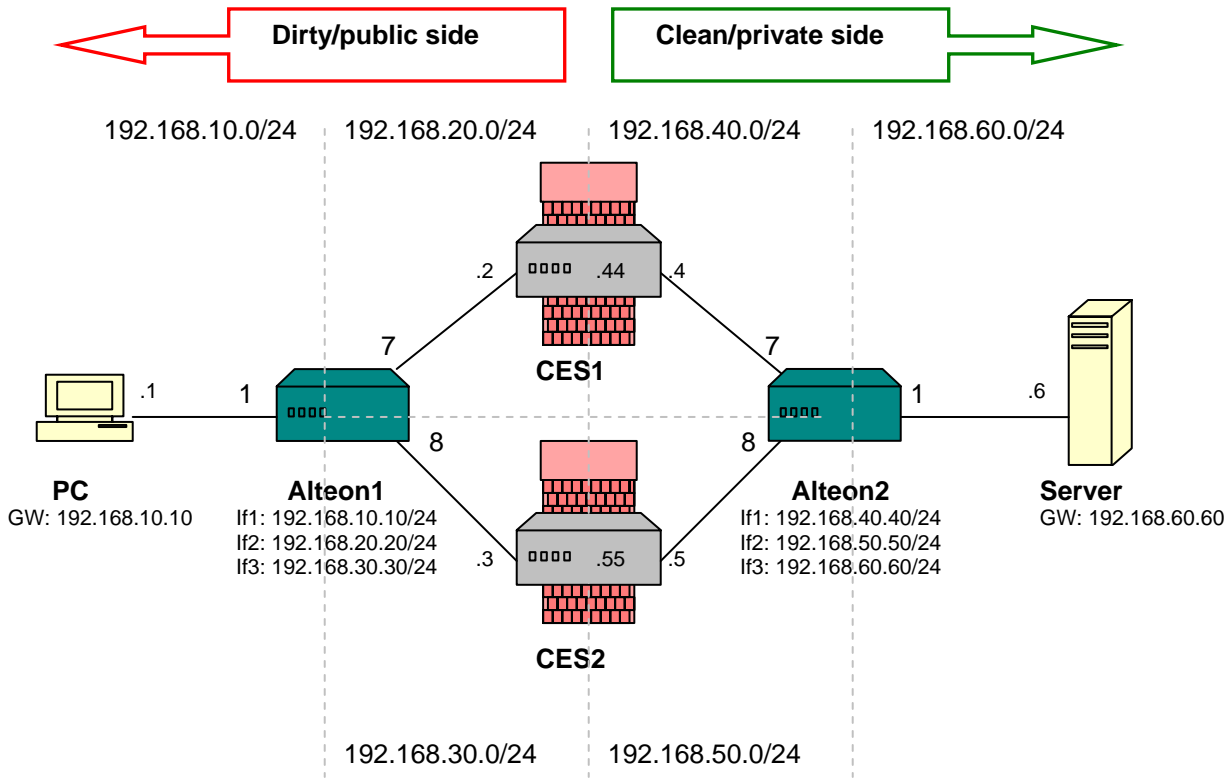 Dirty/public side
Clean/private side
192.168.10.0/24
192.168.20.0/24
192.168.40.0/24
192.168.60.0/24
.2
.44
.4
7
CES1
7
.1
1
1
.6
8
8
PC
GW: 192.168.10.10
Alteon1
If1: 192.168.10.10/24
If2: 192.168.20.20/24
If3: 192.168.30.30/24
.3
.55
.5
CES2
Alteon2
If1: 192.168.40.40/24
If2: 192.168.50.50/24
If3: 192.168.60.60/24
Server
GW: 192.168.60.60
192.168.30.0/24
192.168.50.0/24